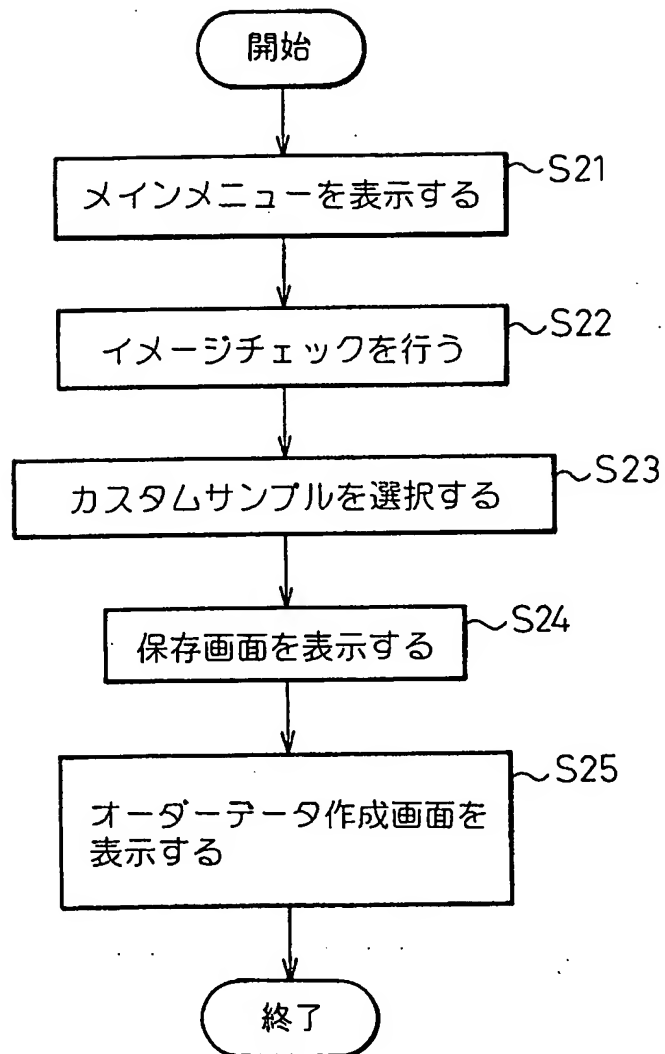 開始
メインメニューを表示する
S21
イメージチェックを行う
S22
カスタムサンプルを選択する
S23
保存画面を表示する
S24
オーダーデータ作成画面を
表示する
S25
終了